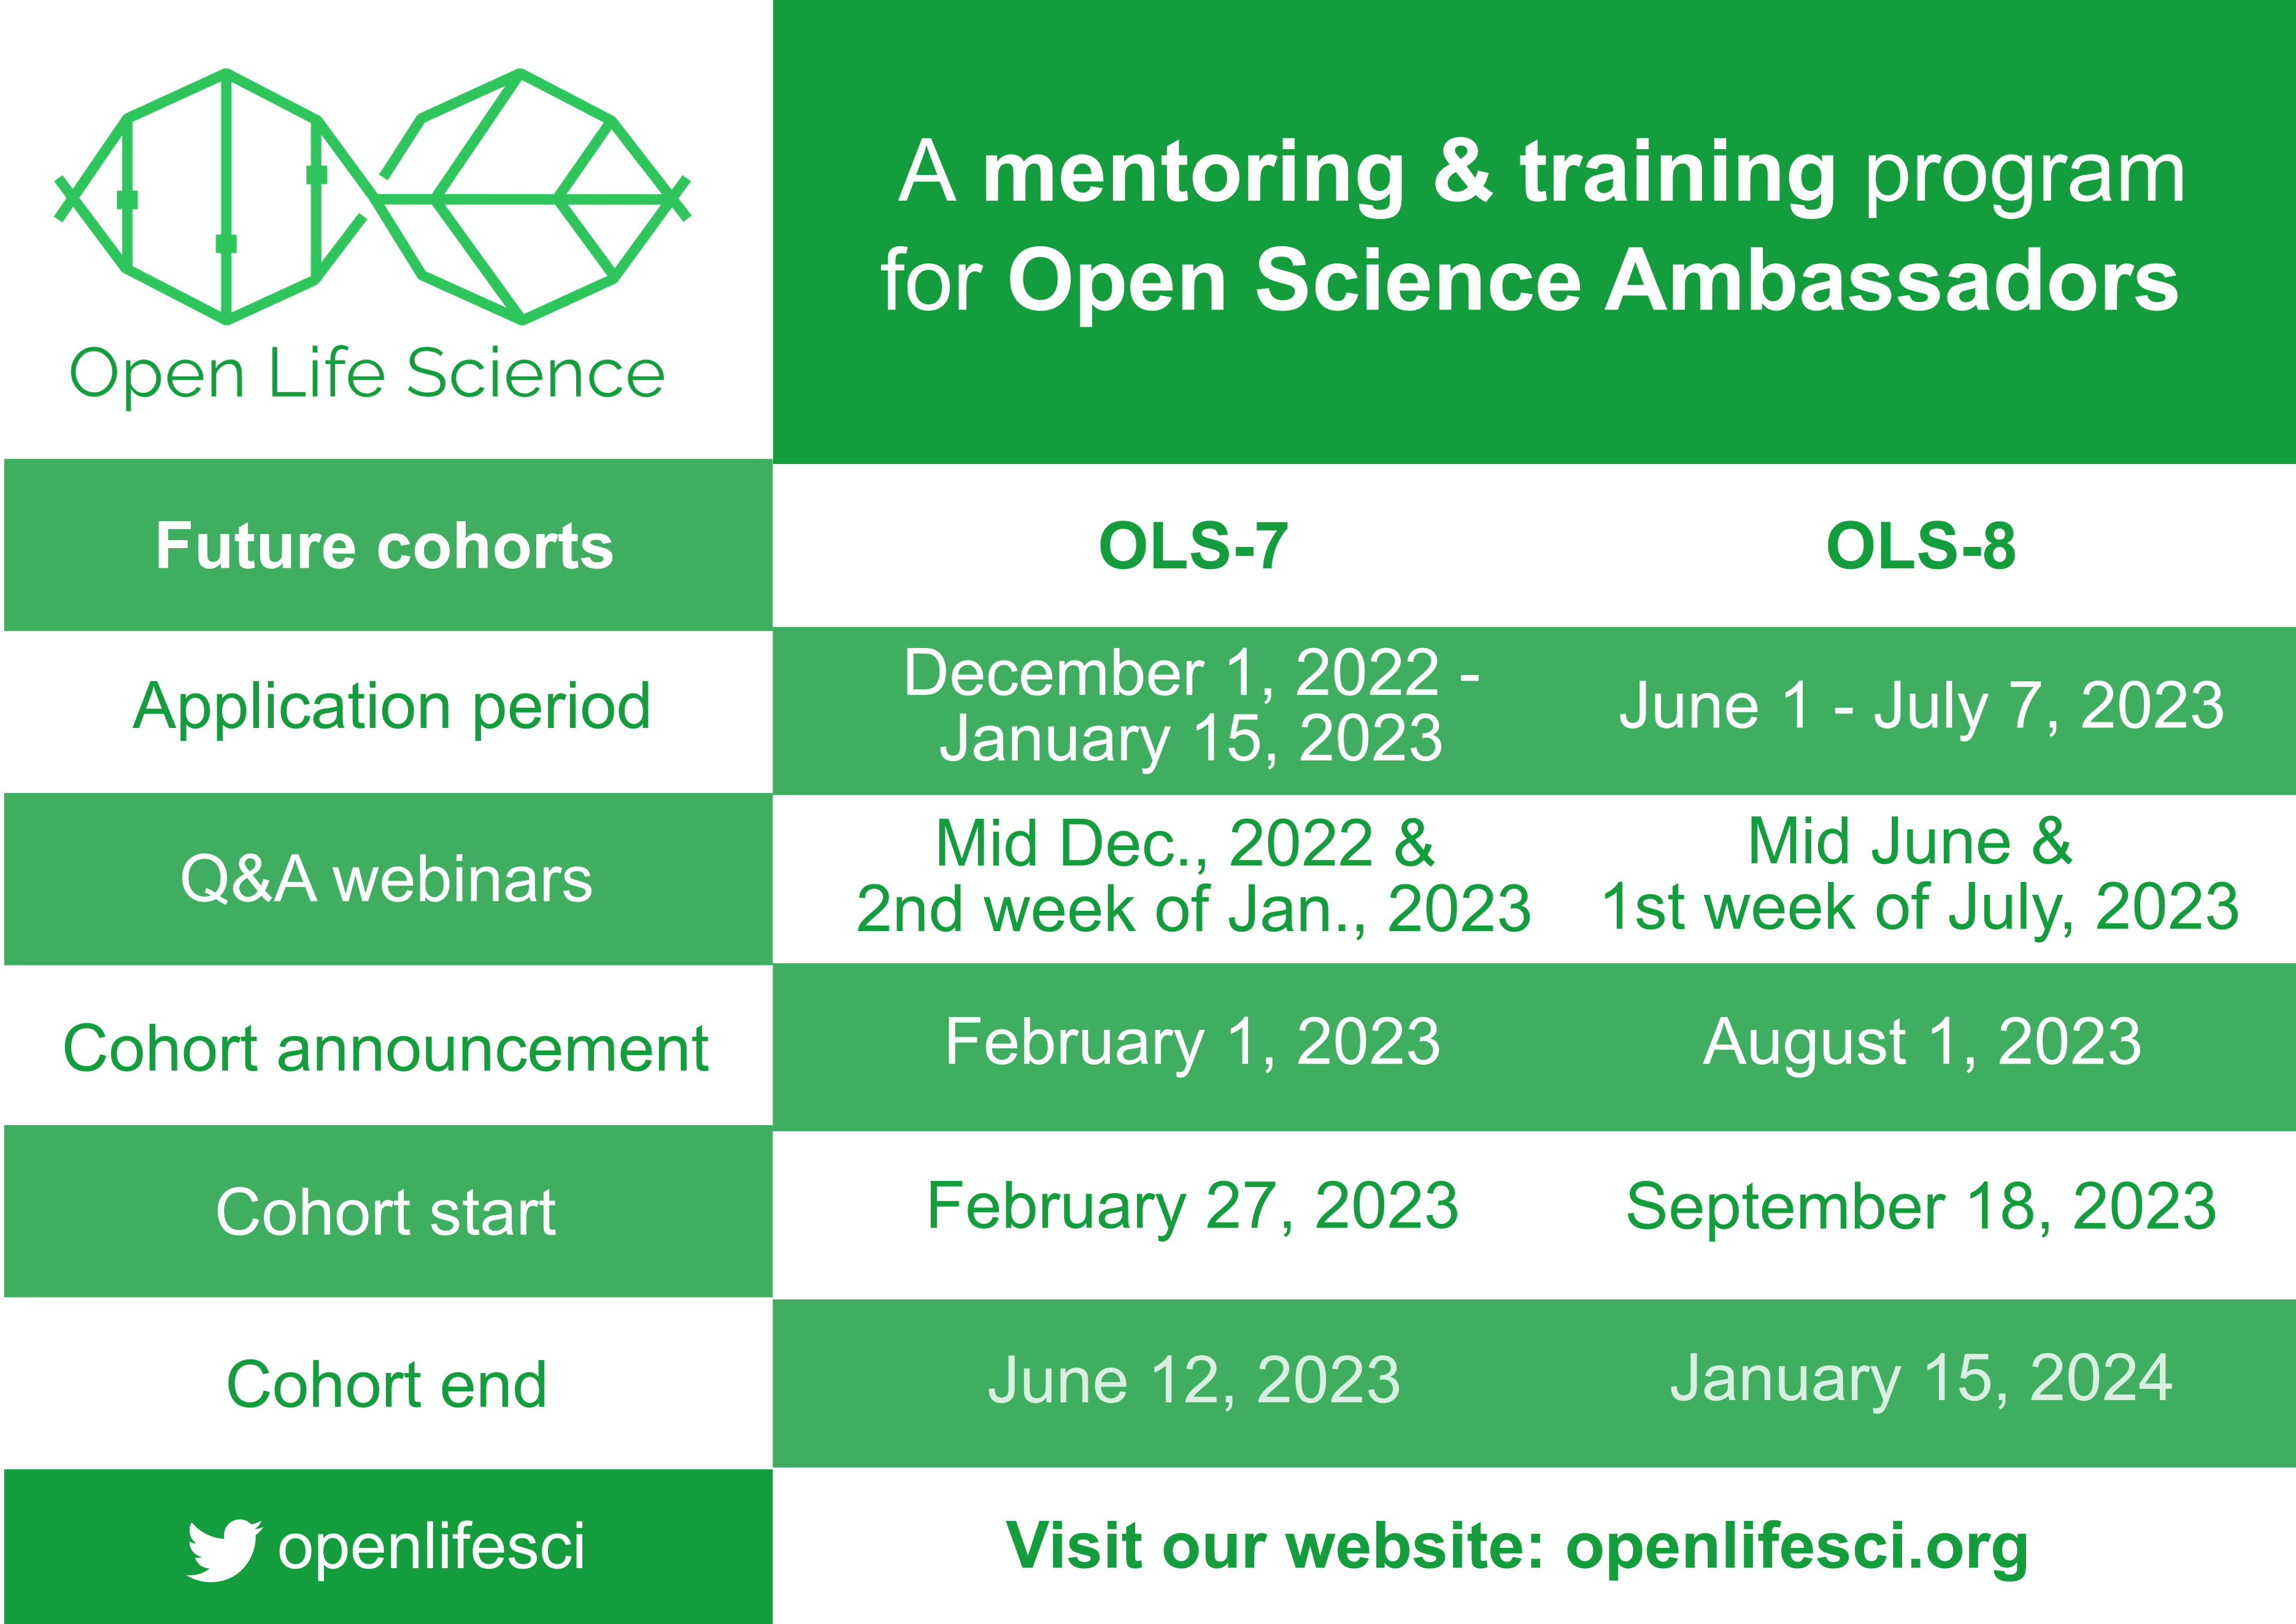 Open Life Science
A mentoring & training program
for Open Science Ambassadors
Future cohorts
OLS-7
OLS-8
Application period
December 1, 2022 -
January 15, 2023
June 1 - July 7, 2023
Q&A webinars
Mid Dec., 2022 &
2nd week of Jan., 2023
Mid June &
1st week of July, 2023
Cohort announcement
February 1, 2023
August 1, 2023
Cohort start
February 27, 2023
September 18, 2023
Cohort end
June 12, 2023
January 15, 2024
openlifesci
Visit our website: openlifesci.org